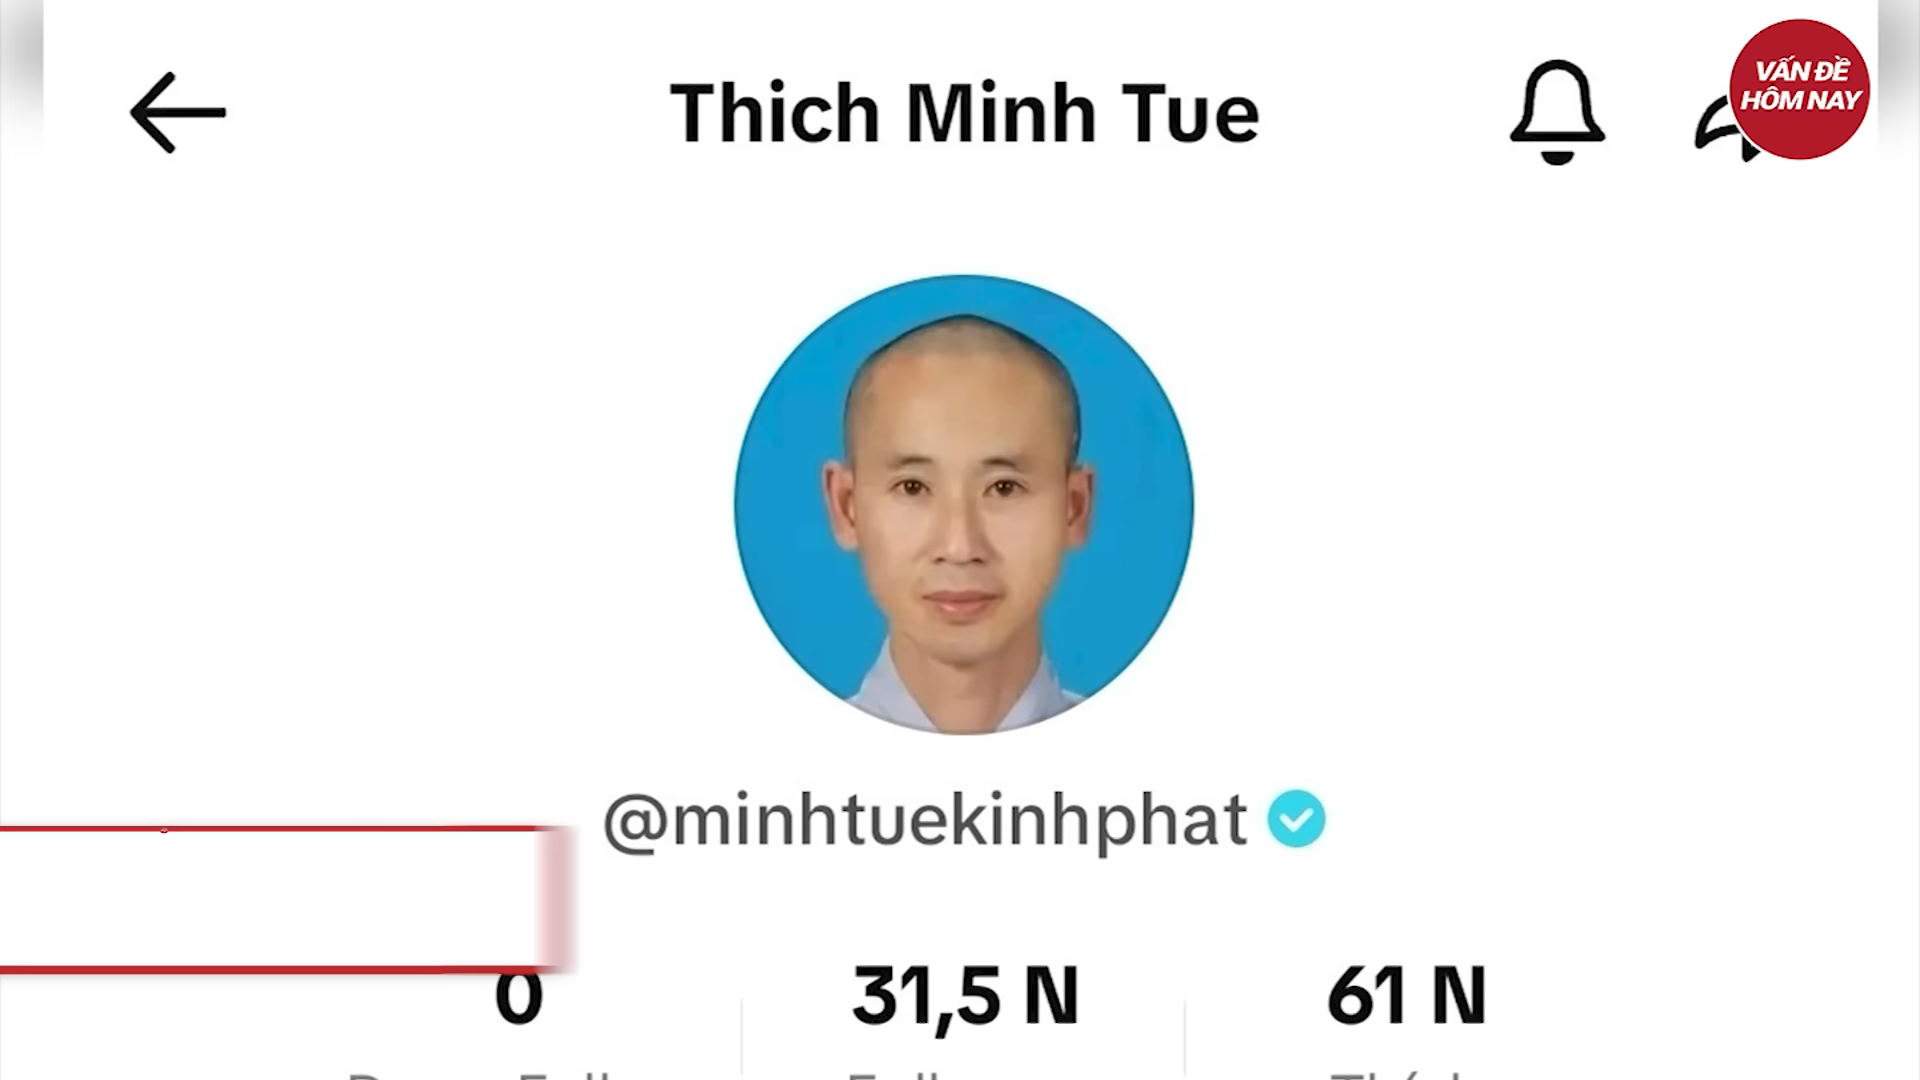 Thich Minh Tue
VẤN ĐỀ
HÔM NAY
@minhtuekinhphat
0
31,5 N
61 N